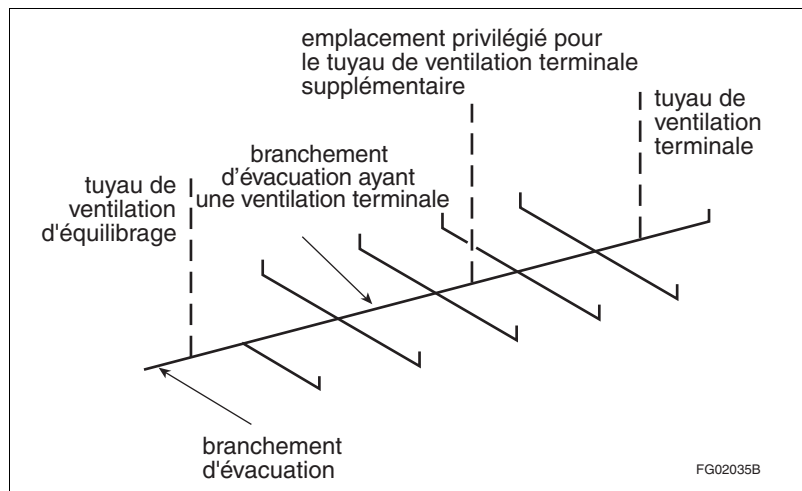 emplacement privilégié pour
le tuyau de ventilation terminale
supplémentaire
tuyau de
ventilation
terminale
branchement
d'évacuation ayant
une ventilation terminale
tuyau de
ventilation
d'équilibrage
branchement
d'évacuation
FG02035B